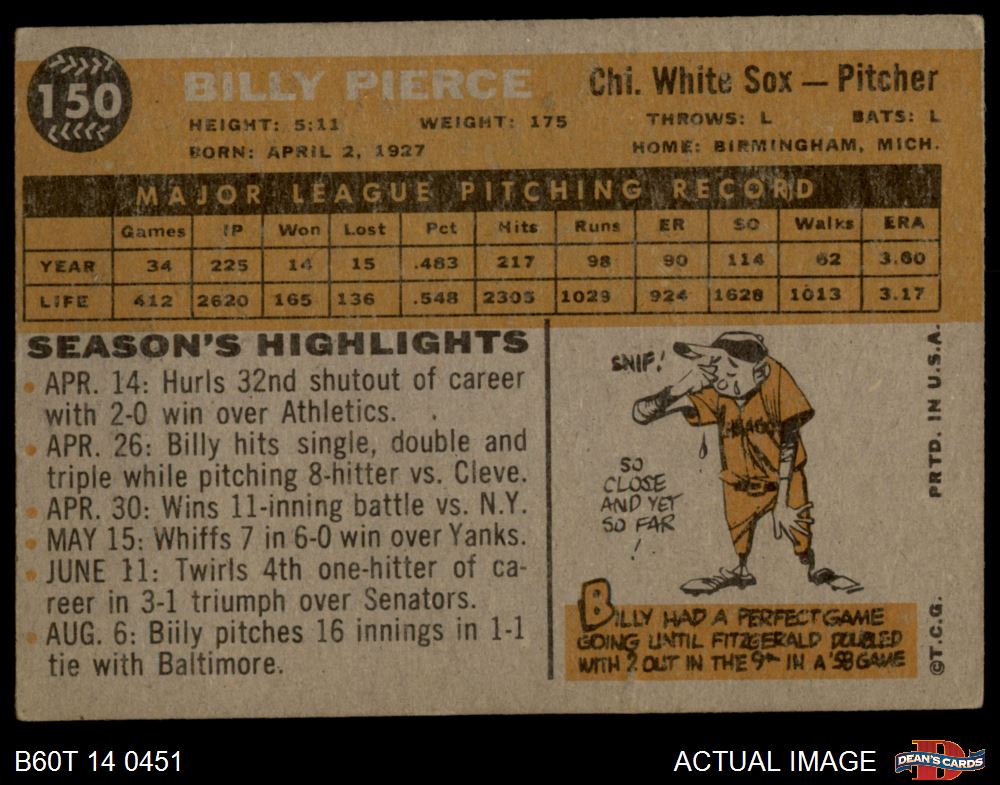 150
BILLY PIERCE
Chi. White Sox — Pitcher
HEIGHT: 5:11 WEIGHT: 175 THROWS: L BATS: L
BORN: APRIL 2, 1927 HOME: BIRMINGHAM, MICH.
MAJOR LEAGUE PITCHING RECORD
Games IP Won Lost Pct Hits Runs ER SO Walks ERA
YEAR 34 225 14 15 .483 217 98 90 114 62 3.60
LIFE 412 2620 165 136 .548 2305 1029 924 1628 1013 3.17
SEASON'S HIGHLIGHTS
• APR. 14: Hurls 32nd shutout of career
with 2-0 win over Athletics.
• APR. 26: Billy hits single, double and
triple while pitching 8-hitter vs. Cleve.
• APR. 30: Wins 11-inning battle vs. N.Y.
• MAY 15: Whiffs 7 in 6-0 win over Yanks.
• JUNE 11: Twirls 4th one-hitter of ca-
reer in 3-1 triumph over Senators.
• AUG. 6: Billy pitches 16 innings in 1-1
tie with Baltimore.
SNIF!
CHICAGO
SO
CLOSE
AND YET
SO FAR
!
BILLY HAD A PERFECT GAME
GOING UNTIL FITZGERALD DOUBLED
WITH 2 OUT IN THE 9TH IN A '58 GAME
©T.C.G. PRTD. IN U.S.A.
B60T 14 0451
ACTUAL IMAGE
DEAN'S CARDS